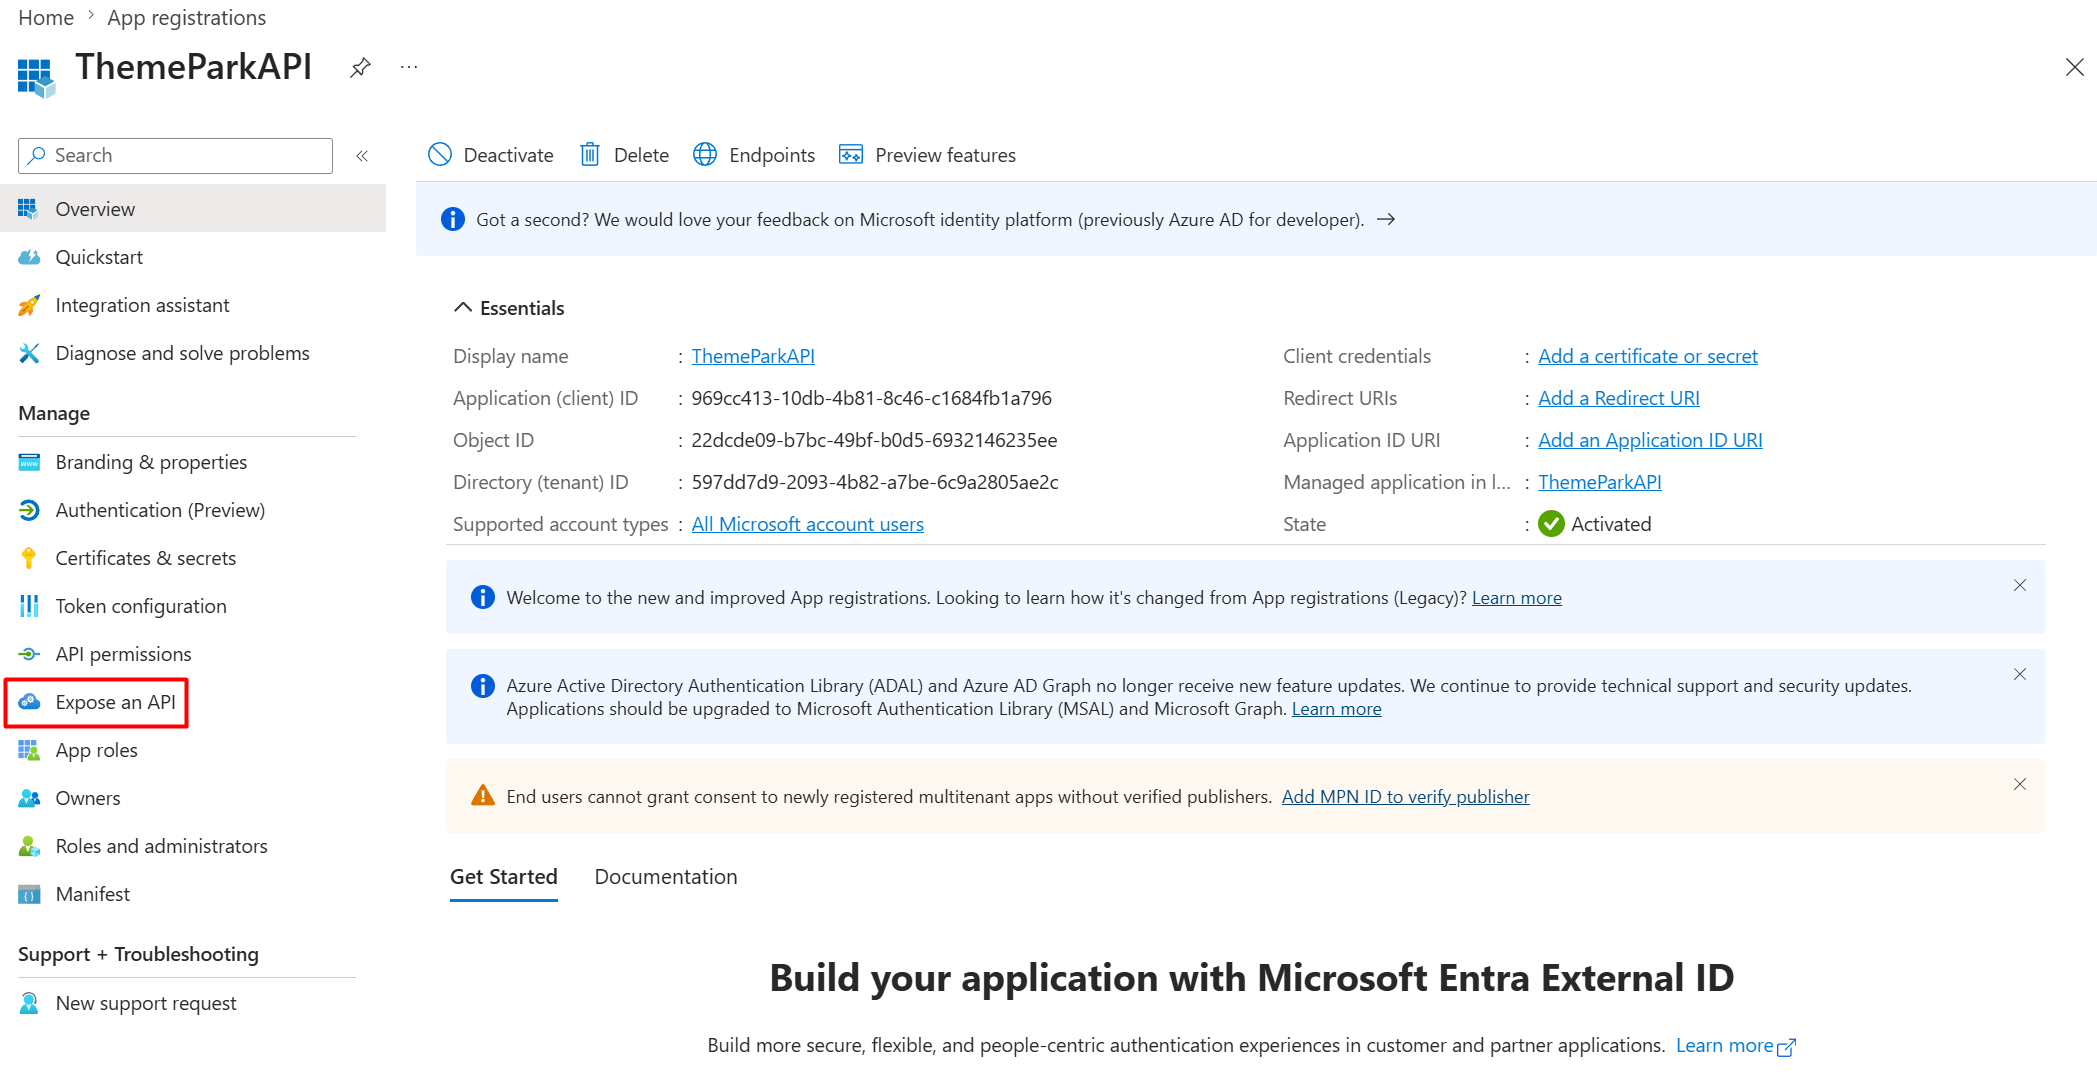 Home > App registrations
ThemeParkAPI
...
Search
«
Overview
Quickstart
Integration assistant
Diagnose and solve problems
Manage
Branding & properties
Authentication (Preview)
Certificates & secrets
Token configuration
API permissions
Expose an API
App roles
Owners
Roles and administrators
Manifest
Support + Troubleshooting
New support request
Deactivate Delete Endpoints Preview features
Got a second? We would love your feedback on Microsoft identity platform (previously Azure AD for developer). →
Essentials
Display name : ThemeParkAPI
Application (client) ID : 969cc413-10db-4b81-8c46-c1684fb1a796
Object ID : 22dcde09-b7bc-49bf-b0d5-6932146235ee
Directory (tenant) ID : 597dd7d9-2093-4b82-a7be-6c9a2805ae2c
Supported account types : All Microsoft account users
Client credentials : Add a certificate or secret
Redirect URIs : Add a Redirect URI
Application ID URI : Add an Application ID URI
Managed application in l... : ThemeParkAPI
State : Activated
Welcome to the new and improved App registrations. Looking to learn how it's changed from App registrations (Legacy)? Learn more
Azure Active Directory Authentication Library (ADAL) and Azure AD Graph no longer receive new feature updates. We continue to provide technical support and security updates.
Applications should be upgraded to Microsoft Authentication Library (MSAL) and Microsoft Graph. Learn more
End users cannot grant consent to newly registered multitenant apps without verified publishers. Add MPN ID to verify publisher
Get Started Documentation
Build your application with Microsoft Entra External ID
Build more secure, flexible, and people-centric authentication experiences in customer and partner applications. Learn more